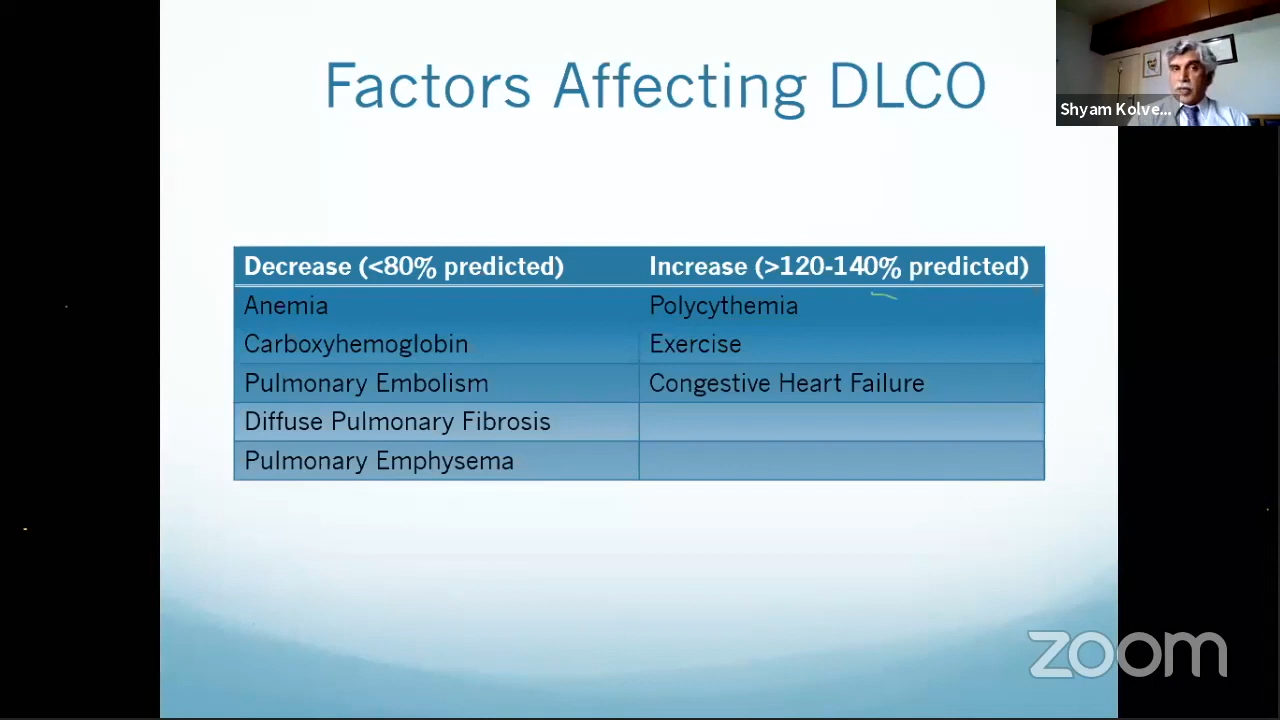 Factors Affecting DLCO
Shyam Kolve...
Decrease (<80% predicted) Increase (>120-140% predicted)
Anemia Polycythemia
Carboxyhemoglobin Exercise
Pulmonary Embolism Congestive Heart Failure
Diffuse Pulmonary Fibrosis
Pulmonary Emphysema
zoom